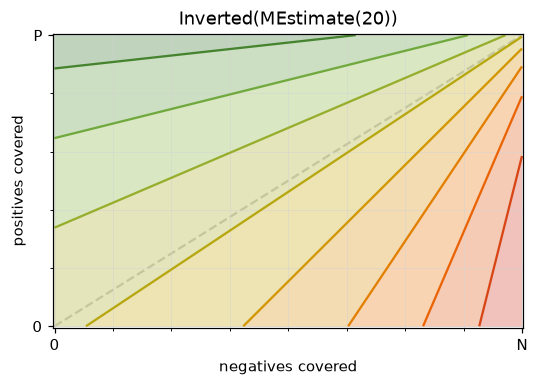 Inverted(MEstimate(20))
P
positives covered
0
0
N
negatives covered